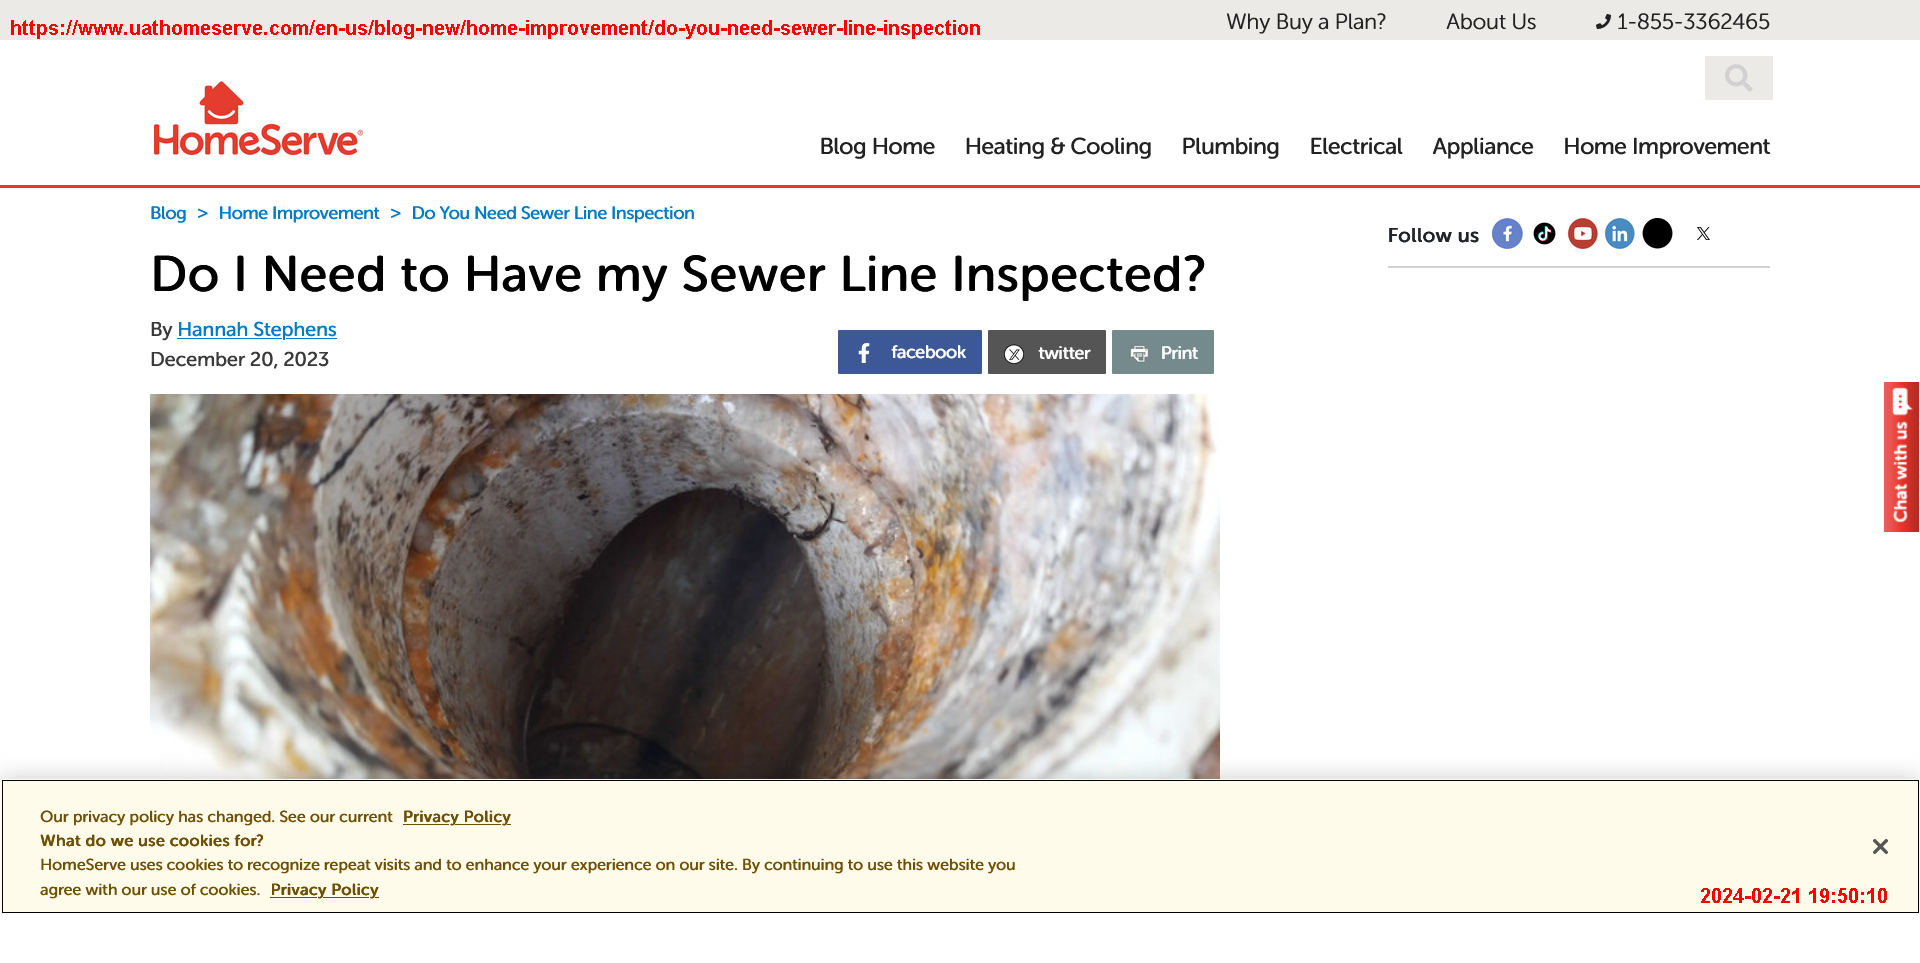 https://www.uathomeserve.com/en-us/blog-new/home-improvement/do-you-need-sewer-line-inspection
Why Buy a Plan? About Us 1-855-3362465
HomeServe®
Blog Home Heating & Cooling Plumbing Electrical Appliance Home Improvement
Blog > Home Improvement > Do You Need Sewer Line Inspection
Follow us
Do I Need to Have my Sewer Line Inspected?
By Hannah Stephens
December 20, 2023
facebook twitter Print
Chat with us
Our privacy policy has changed. See our current Privacy Policy
What do we use cookies for?
HomeServe uses cookies to recognize repeat visits and to enhance your experience on our site. By continuing to use this website you
agree with our use of cookies. Privacy Policy
2024-02-21 19:50:10